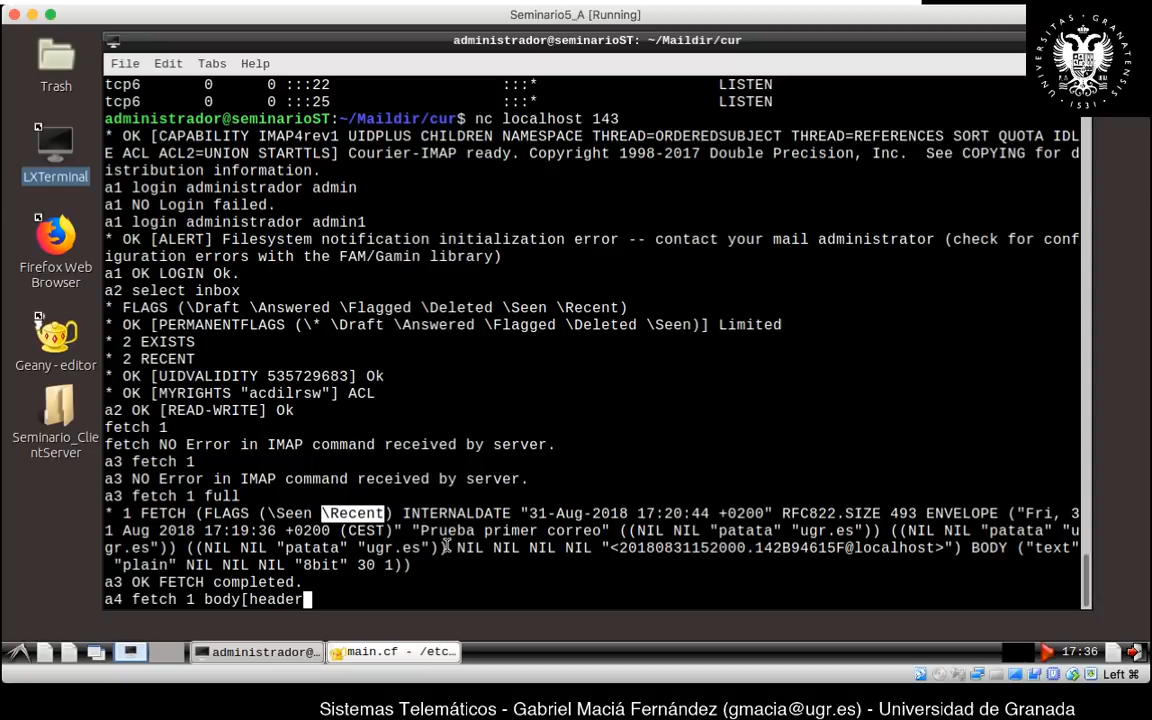 Seminario5_A [Running]
administrador@seminarioST: ~/Maildir/cur
File Edit Tabs Help
Trash
LXTerminal
Firefox Web
Browser
Geany - editor
Seminario_Clie
ntServer
tcp6 0 0 :::22 :::* LISTEN
tcp6 0 0 :::25 :::* LISTEN
administrador@seminarioST:~/Maildir/cur$ nc localhost 143
* OK [CAPABILITY IMAP4rev1 UIDPLUS CHILDREN NAMESPACE THREAD=ORDEREDSUBJECT THREAD=REFERENCES SORT QUOTA IDL
E ACL ACL2=UNION STARTTLS] Courier-IMAP ready. Copyright 1998-2017 Double Precision, Inc.  See COPYING for d
istribution information.
a1 login administrador admin
a1 NO Login failed.
a1 login administrador admin1
* OK [ALERT] Filesystem notification initialization error -- contact your mail administrator (check for conf
iguration errors with the FAM/Gamin library)
a1 OK LOGIN Ok.
a2 select inbox
* FLAGS (\Draft \Answered \Flagged \Deleted \Seen \Recent)
* OK [PERMANENTFLAGS (\* \Draft \Answered \Flagged \Deleted \Seen)] Limited
* 2 EXISTS
* 2 RECENT
* OK [UIDVALIDITY 535729683] Ok
* OK [MYRIGHTS "acdilrsw"] ACL
a2 OK [READ-WRITE] Ok
fetch 1
fetch NO Error in IMAP command received by server.
a3 fetch 1
a3 NO Error in IMAP command received by server.
a3 fetch 1 full
* 1 FETCH (FLAGS (\Seen \Recent) INTERNALDATE "31-Aug-2018 17:20:44 +0200" RFC822.SIZE 493 ENVELOPE ("Fri, 3
1 Aug 2018 17:19:36 +0200 (CEST)" "Prueba primer correo" ((NIL NIL "patata" "ugr.es")) ((NIL NIL "patata" "u
gr.es")) ((NIL NIL "patata" "ugr.es")) NIL NIL NIL NIL "<20180831152000.142B94615F@localhost>") BODY ("text"
 "plain" NIL NIL NIL "8bit" 30 1))
a3 OK FETCH completed.
a4 fetch 1 body[header
administrador@...
main.cf - /etc...
17:36
Left ⌘
Sistemas Telemáticos - Gabriel Maciá Fernández (gmacia@ugr.es) - Universidad de Granada